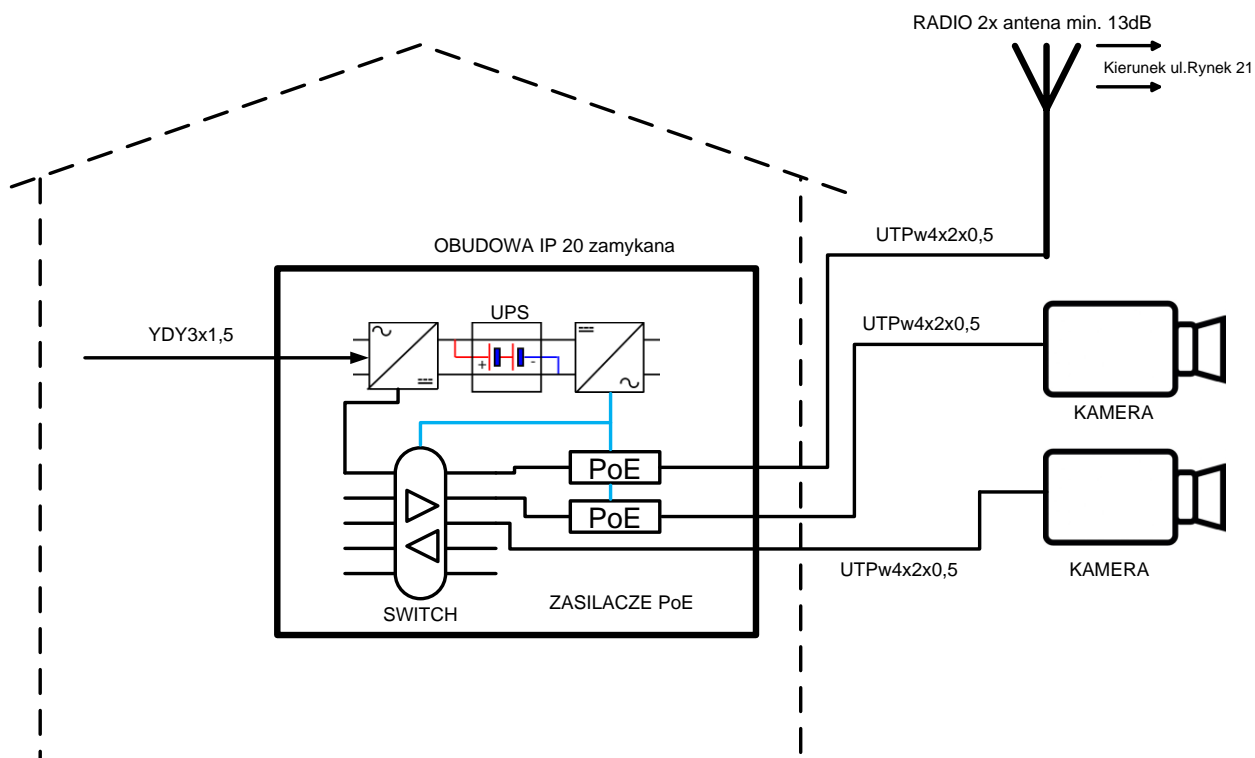 RADIO 2x antena min. 13dB
Kierunek ul.Rynek 21
UTPw4x2x0,5
OBUDOWA IP 20 zamykana
UPS
YDY3x1,5
+
-
UTPw4x2x0,5
KAMERA
PoE
PoE
UTPw4x2x0,5
KAMERA
ZASILACZE PoE
SWITCH